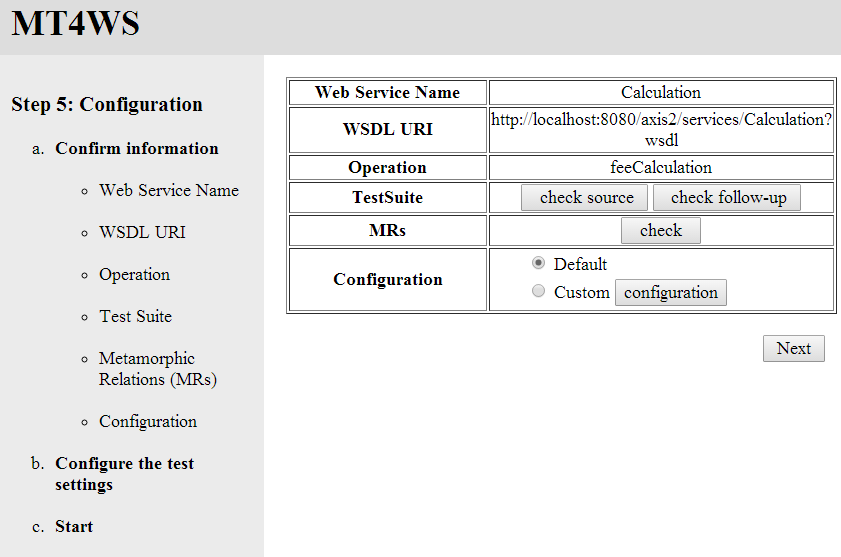 MT4WS
Step 5: Configuration
a. Confirm information
Web Service Name
WSDL URI
Operation
Test Suite
Metamorphic
Relations (MRs)
Configuration
b. Configure the test
settings
c. Start
Web Service Name Calculation
WSDL URI http://localhost:8080/axis2/services/Calculation?
wsdl
Operation feeCalculation
TestSuite check source check follow-up
MRs check
Configuration Default
Custom configuration
Next